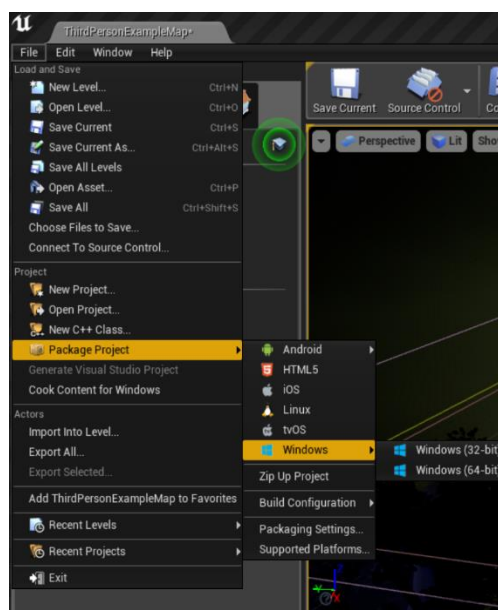 ThirdPersonExampleMap*
File Edit Window Help
Load and Save
New Level... Ctrl+N
Open Level... Ctrl+O
Save Current Ctrl+S
Save Current As... Ctrl+Alt+S
Save All Levels
Open Asset... Ctrl+P
Save All Ctrl+Shift+S
Choose Files to Save...
Connect To Source Control...
Project
New Project...
Open Project...
New C++ Class...
Package Project
Generate Visual Studio Project
Cook Content for Windows
Actors
Import Into Level...
Export All...
Export Selected...
Add ThirdPersonExampleMap to Favorites
Recent Levels
Recent Projects
Exit
Android
HTML5
iOS
Linux
tvOS
Windows
Zip Up Project
Build Configuration
Packaging Settings...
Supported Platforms...
Windows (32-bit
Windows (64-bit
Save Current Source Control Co
Perspective Lit Sho